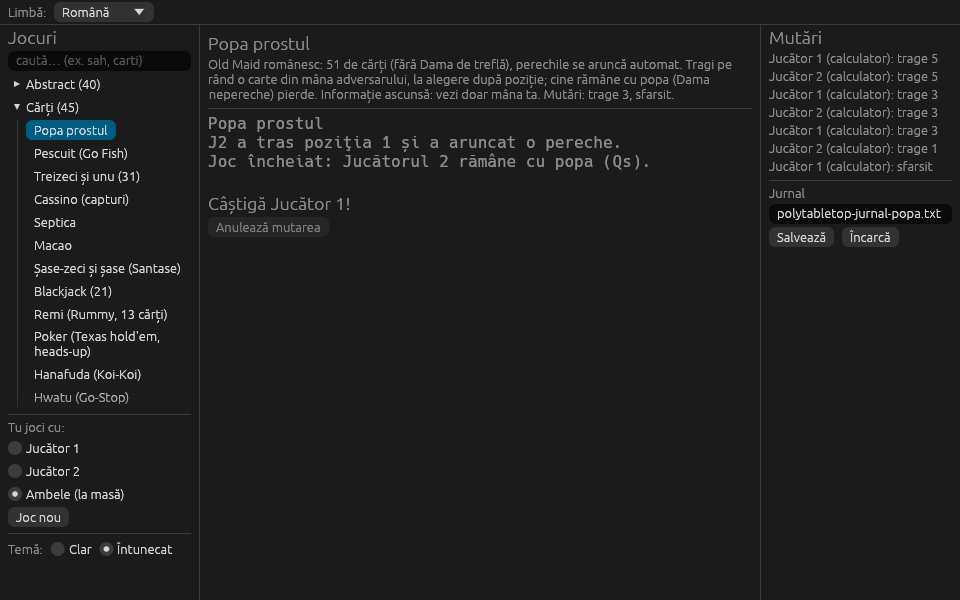 Limbă: Română
Jocuri
caută... (ex. sah, carti)
Abstract (40)
Cărți (45)
Popa prostul
Pescuit (Go Fish)
Treizeci și unu (31)
Cassino (capturi)
Septica
Macao
Șase-zeci și șase (Santase)
Blackjack (21)
Remi (Rummy, 13 cărți)
Poker (Texas hold'em,
heads-up)
Hanafuda (Koi-Koi)
Hwatu (Go-Stop)
Tu joci cu:
Jucător 1
Jucător 2
Ambele (la masă)
Joc nou
Temă: Clar Întunecat
Popa prostul
Old Maid românesc: 51 de cărți (fără Dama de treflă), perechile se aruncă automat. Tragi pe
rând o carte din mâna adversarului, la alegere după poziție; cine rămâne cu popa (Dama
nepereche) pierde. Informație ascunsă: vezi doar mâna ta. Mutări: trage 3, sfarsit.
Popa prostul
J2 a tras poziția 1 și a aruncat o pereche.
Joc încheiat: Jucătorul 2 rămâne cu popa (Qs).
Câștigă Jucător 1!
Anulează mutarea
Mutări
Jucător 1 (calculator): trage 5
Jucător 2 (calculator): trage 5
Jucător 1 (calculator): trage 3
Jucător 2 (calculator): trage 3
Jucător 1 (calculator): trage 3
Jucător 2 (calculator): trage 1
Jucător 1 (calculator): sfarsit
Jurnal
polytabletop-jurnal-popa.txt
Salvează Încarcă